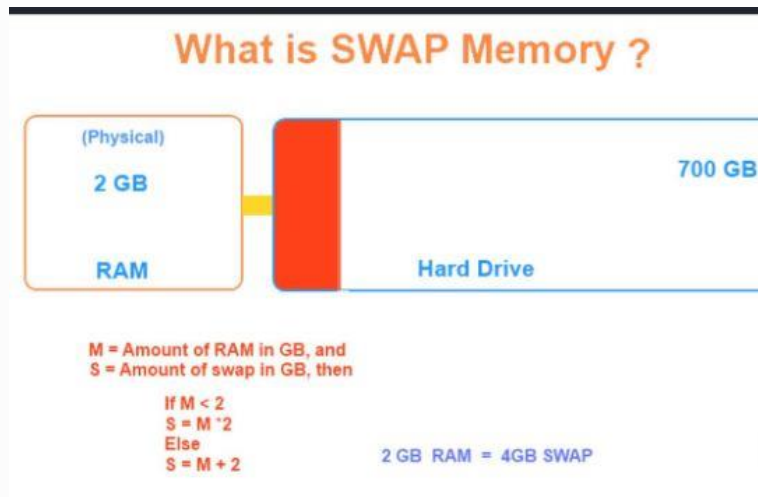 What is SWAP Memory ?
(Physical)
2 GB
RAM
700 GB
Hard Drive
M = Amount of RAM in GB, and
S = Amount of swap in GB, then
If M < 2
S = M *2
Else
S = M + 2
2 GB RAM = 4GB SWAP